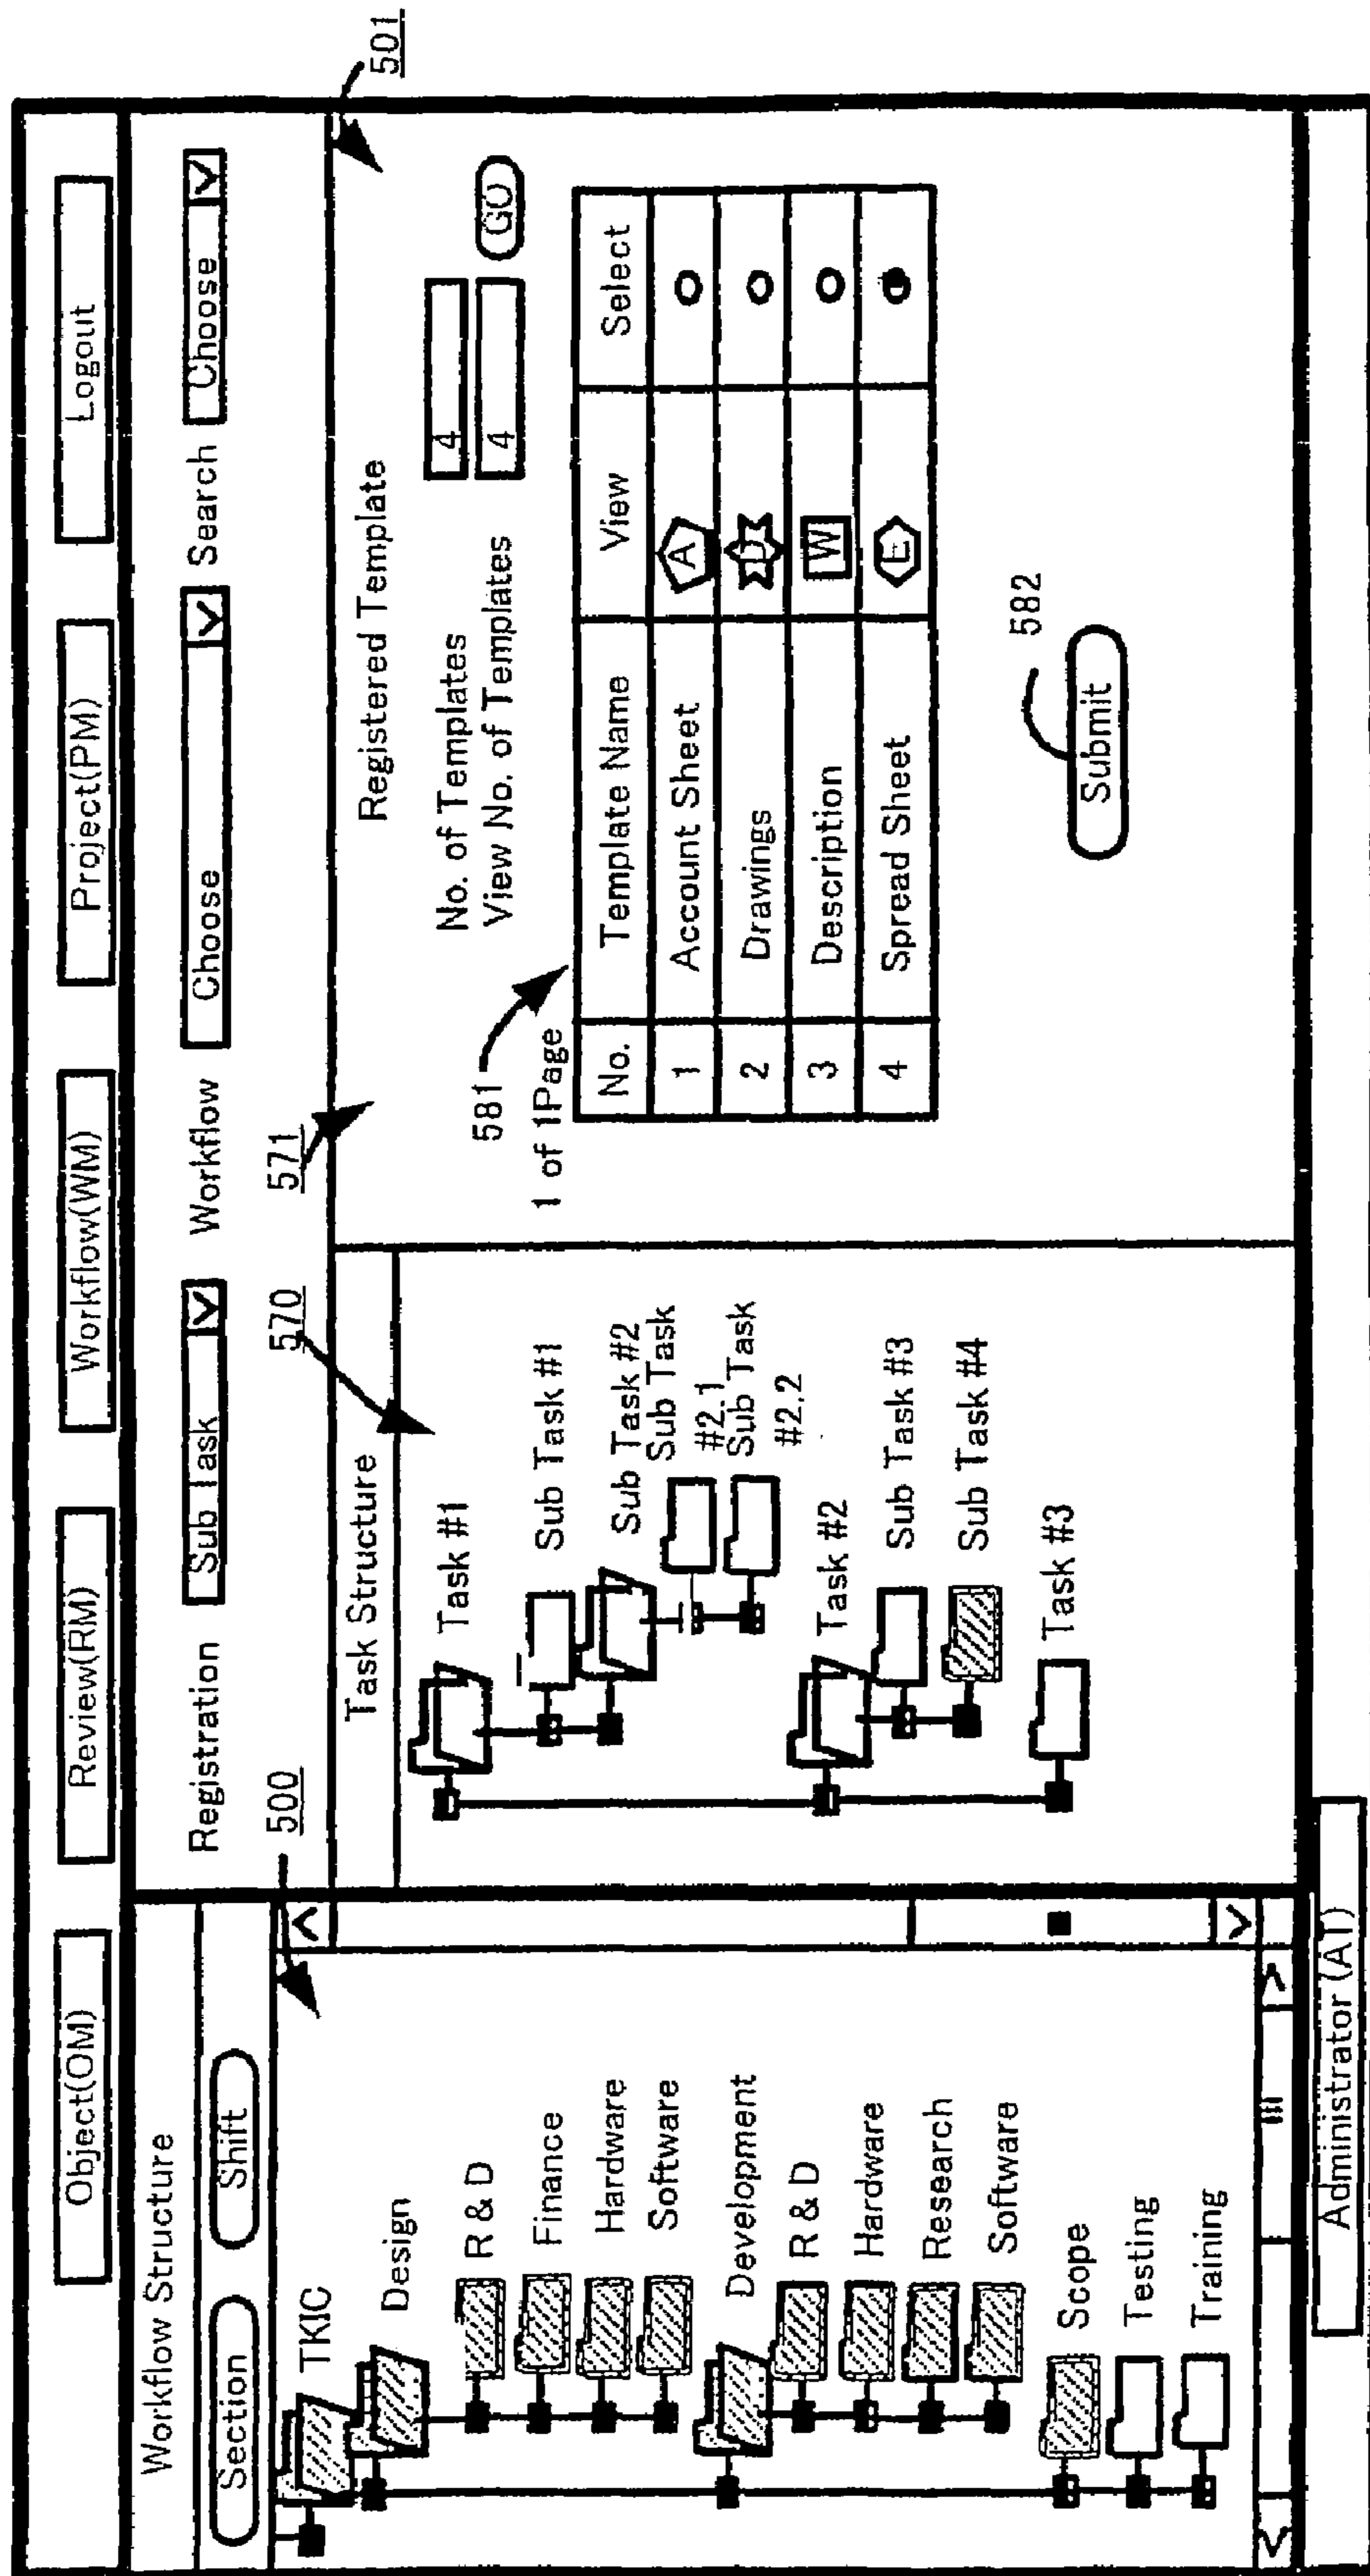 Object(OM) Review(RM) Workflow(WM) Project(PM) Logout
Workflow Structure
Section Shift
Registration Sub Task Workflow Choose Search Choose
500
570
571
501
TKIC
Design
R & D
Finance
Hardware
Software
Development
R & D
Hardware
Research
Software
Scope
Testing
Training
Task Structure
Task #1
Sub Task #1
Sub Task #2
Sub Task
#2.1
Sub Task
#2.2
Task #2
Sub Task #3
Sub Task #4
Task #3
Registered Template
No. of Templates 4
View No. of Templates 4 GO
581
1 of 1Page
No. Template Name View Select
1 Account Sheet A
2 Drawings
3 Description W
4 Spread Sheet E
582
Submit
Administrator (AT)